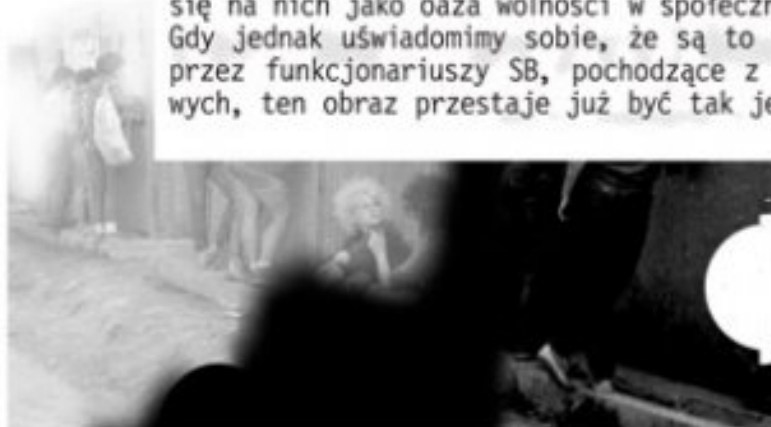 się na nich jako oaza wolności w społeczn
Gdy jednak uświadomimy sobie, że są to
przez funkcjonariuszy SB, pochodzące z
wych, ten obraz przestaje już być tak je